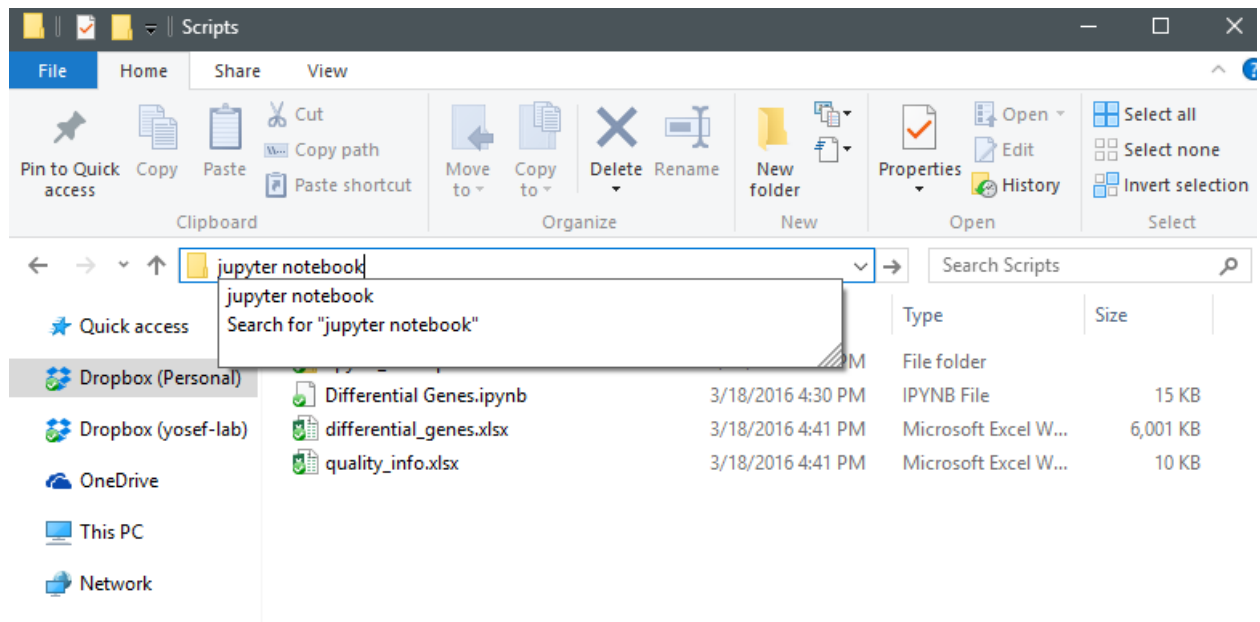 Scripts
File Home Share View
Pin to Quick access
Copy
Paste
Cut
Copy path
Paste shortcut
Move to
Copy to
Delete
Rename
New folder
Properties
Open
Edit
History
Select all
Select none
Invert selection
Clipboard Organize New Open Select
jupyter notebook
Search Scripts
jupyter notebook
Search for "jupyter notebook"
Type Size
Quick access
Dropbox (Personal)
Dropbox (yosef-lab)
OneDrive
This PC
Network
PM File folder
Differential Genes.ipynb 3/18/2016 4:30 PM IPYNB File 15 KB
differential_genes.xlsx 3/18/2016 4:41 PM Microsoft Excel W... 6,001 KB
quality_info.xlsx 3/18/2016 4:41 PM Microsoft Excel W... 10 KB